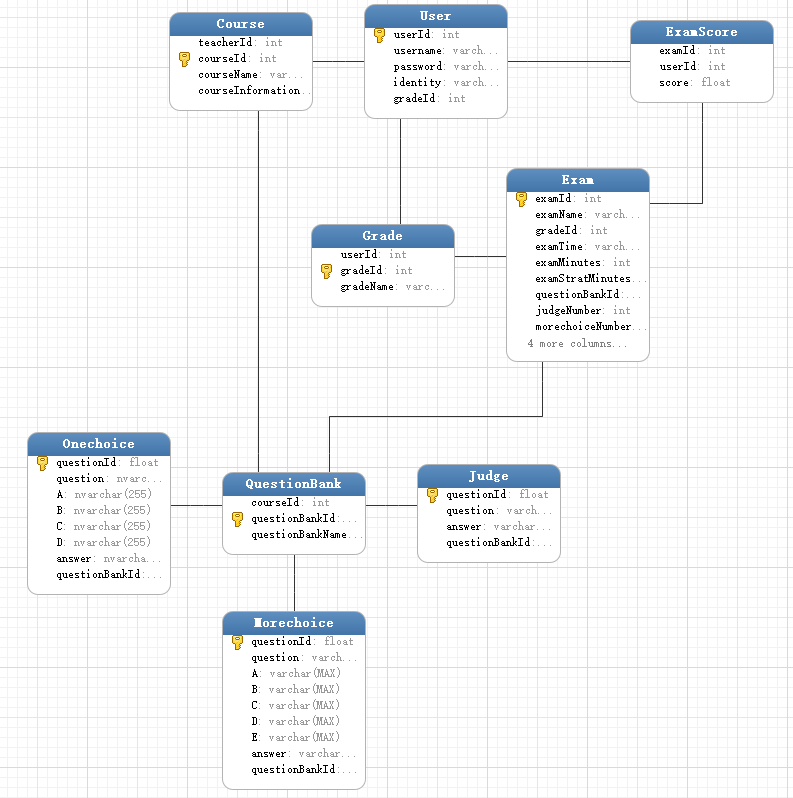 Course
teacherId: int
courseId: int
courseName: var...
courseInformation..
User
userId: int
username: varch...
password: varch...
identity: varch...
gradeId: int
ExamScore
examId: int
userId: int
score: float
Exam
examId: int
examName: varch...
gradeId: int
examTime: varch...
examMinutes: int
examStratMinutes...
questionBankId:...
judgeNumber: int
morechoiceNumber...
4 more columns...
Grade
userId: int
gradeId: int
gradeName: varc...
Onechoice
questionId: float
question: nvarc...
A: nvarchar(255)
B: nvarchar(255)
C: nvarchar(255)
D: nvarchar(255)
answer: nvarcha...
questionBankId:...
QuestionBank
courseId: int
questionBankId:...
questionBankName...
Judge
questionId: float
question: varch...
answer: varchar...
questionBankId:...
Morechoice
questionId: float
question: varch...
A: varchar(MAX)
B: varchar(MAX)
C: varchar(MAX)
D: varchar(MAX)
E: varchar(MAX)
answer: varchar...
questionBankId:...